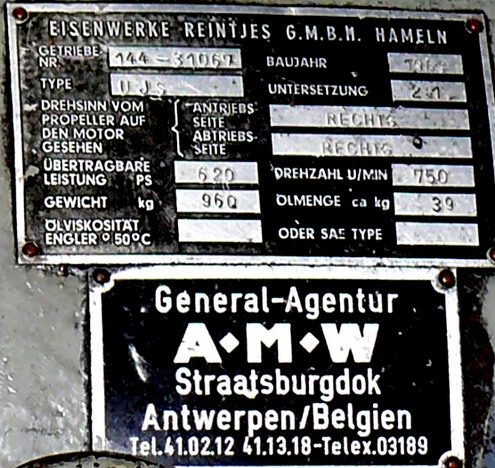 EISENWERKE REINTJES G.M.B.H. HAMELN
GETRIEBE-NR. 144-31067 BAUJAHR
TYPE UJS UNTERSETZUNG 2:1
DREHSINN VOM PROPELLER AUF DEN MOTOR GESEHEN
ANTRIEBS-SEITE RECHTS
ABTRIEBS-SEITE RECHTS
ÜBERTRAGBARE LEISTUNG PS 620 DREHZAHL U/MIN 750
GEWICHT kg 960 ÖLMENGE ca kg 39
ÖLVISKOSITÄT ENGLER ° 50°C ODER SAE TYPE
General-Agentur
A•M•W
Straatsburgdok
Antwerpen/Belgien
Tel.41.02.12 41.13.18-Telex.03189